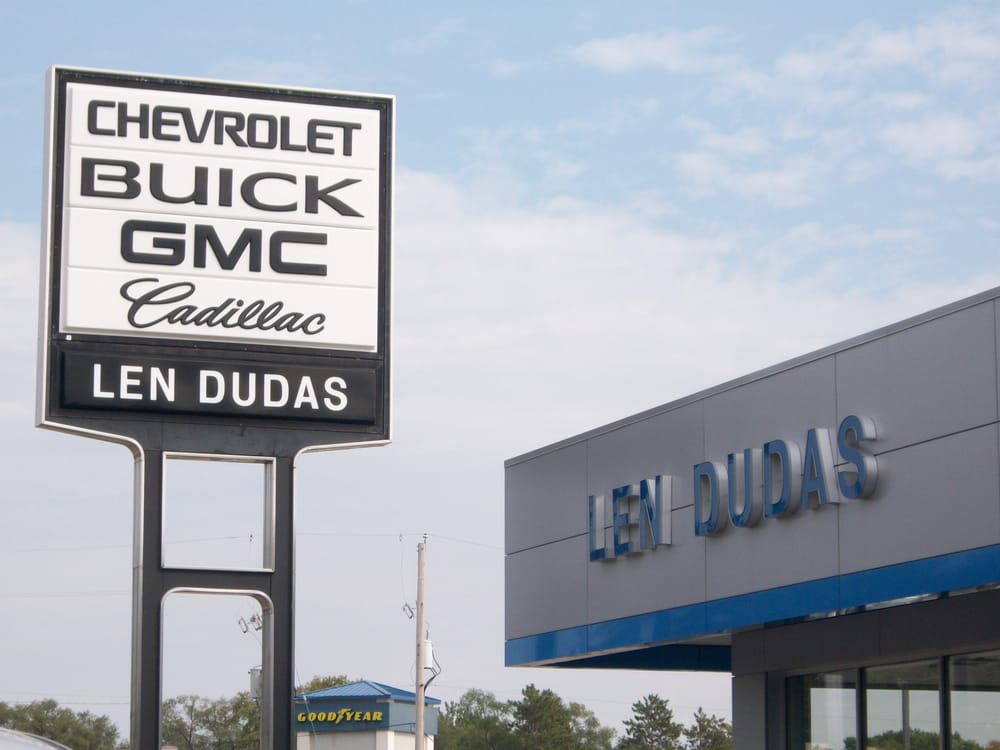 CHEVROLET
BUICK
GMC
Cadillac
LEN DUDAS
LEN DUDAS
GOODYEAR